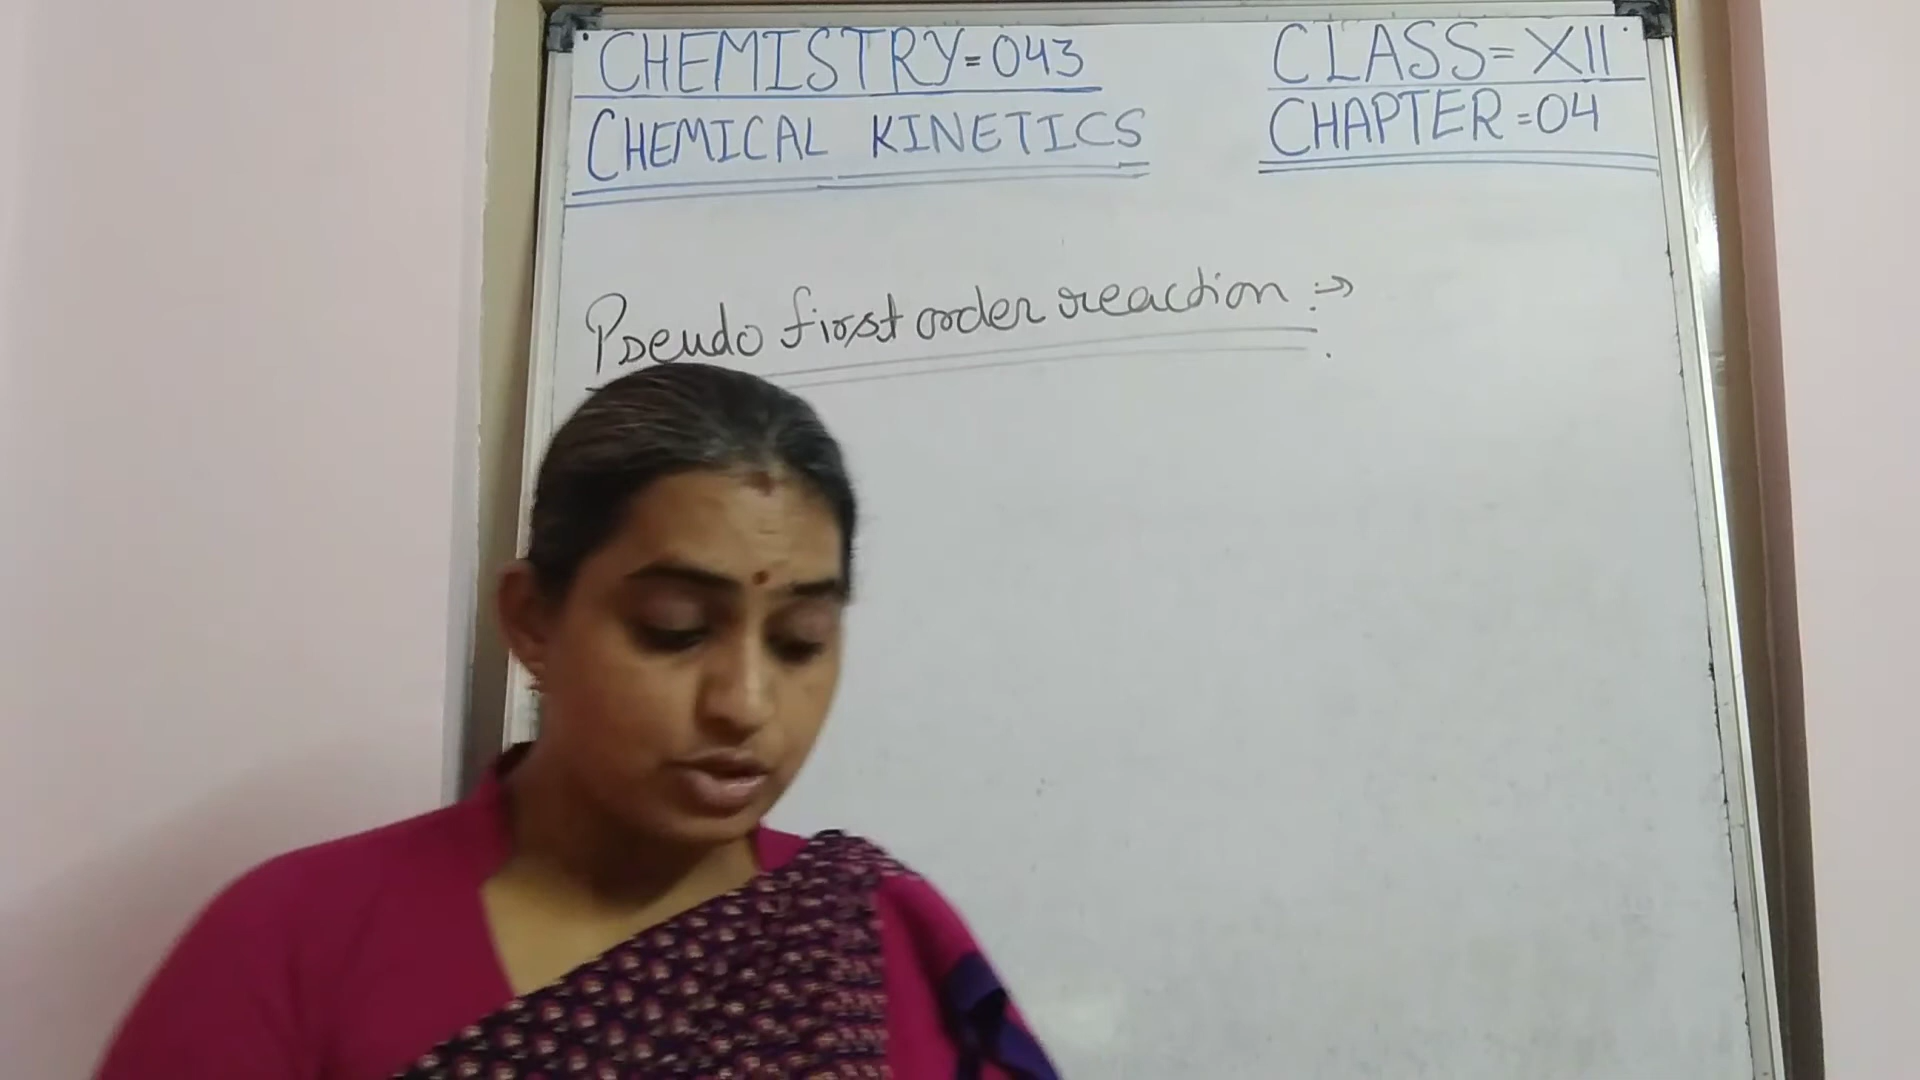 CHEMISTRY=043 CLASS=XII
CHEMICAL KINETICS CHAPTER=04
Pseudo first order reaction :→